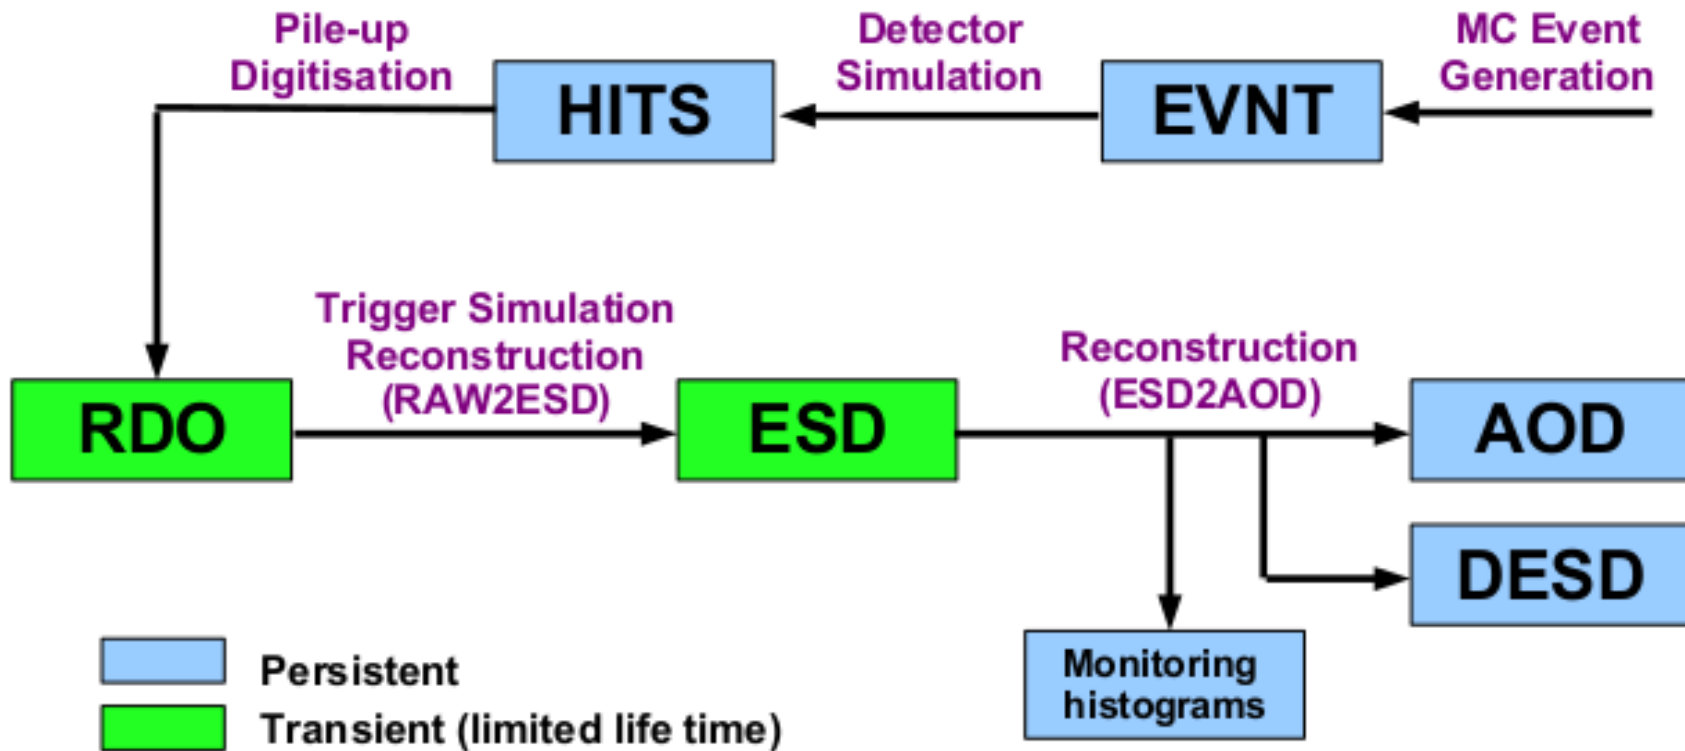 Pile-up
Digitisation
HITS
Detector
Simulation
EVNT
MC Event
Generation
RDO
Trigger Simulation
Reconstruction
(RAW2ESD)
ESD
Reconstruction
(ESD2AOD)
AOD
DESD
Monitoring
histograms
Persistent
Transient (limited life time)